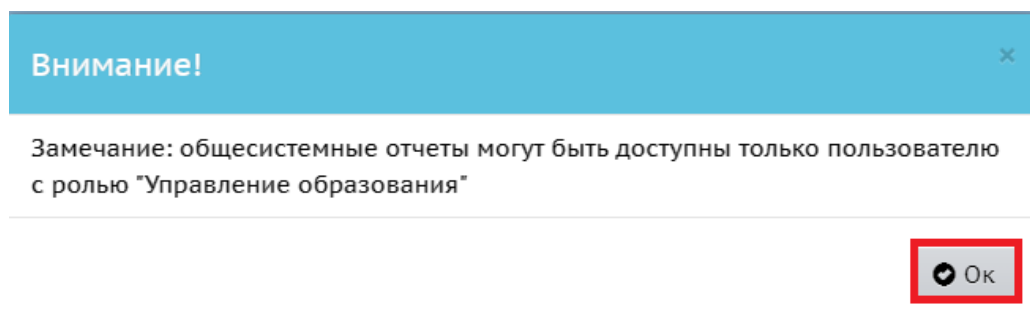 Внимание!
×
Замечание: общесистемные отчеты могут быть доступны только пользователю
с ролью "Управление образования"
Ок